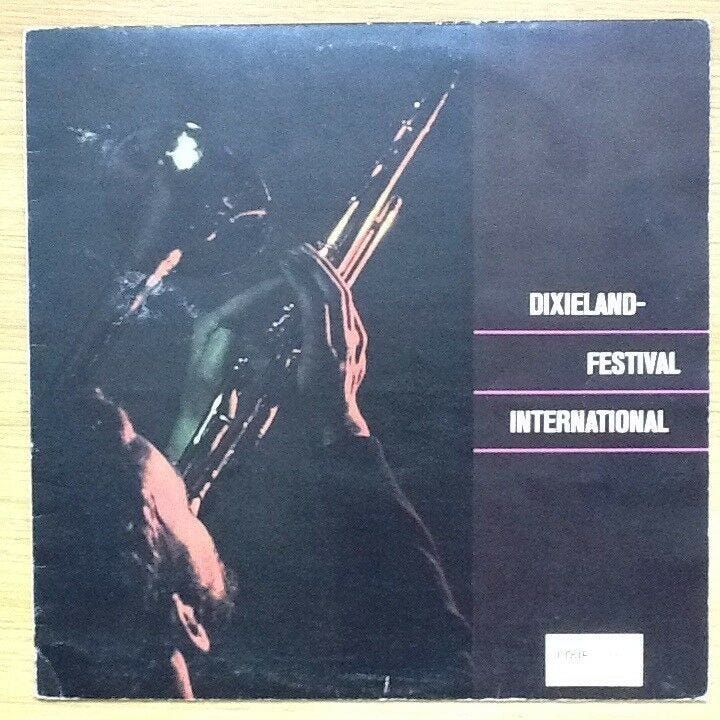 DIXIELAND-
FESTIVAL
INTERNATIONAL